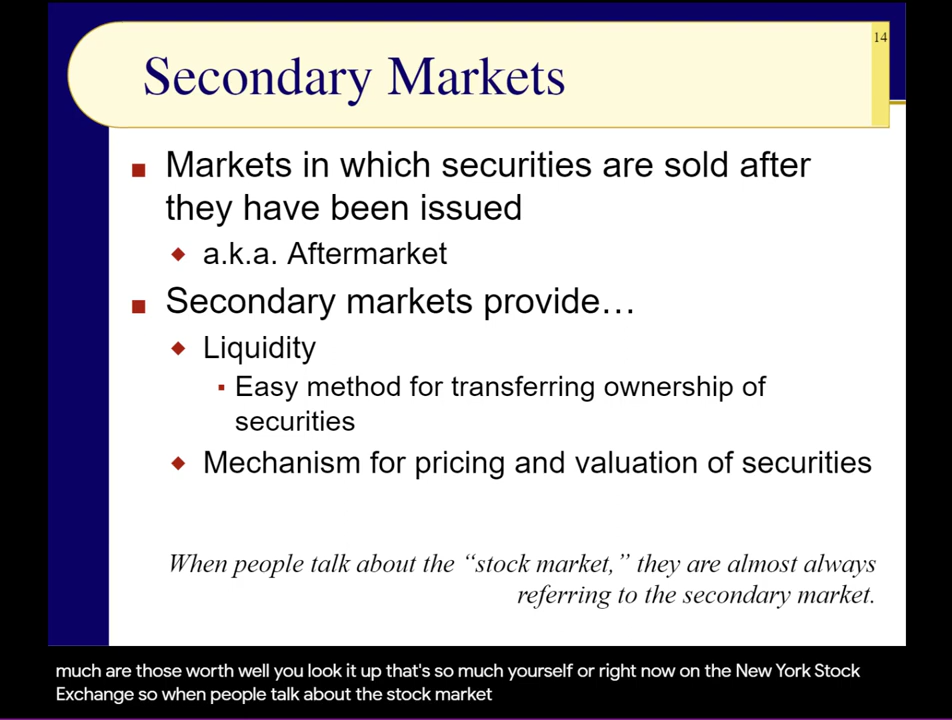 14
Secondary Markets
Markets in which securities are sold after
they have been issued
a.k.a. Aftermarket
Secondary markets provide…
Liquidity
Easy method for transferring ownership of
securities
Mechanism for pricing and valuation of securities
When people talk about the “stock market,” they are almost always
referring to the secondary market.
much are those worth well you look it up that's so much yourself or right now on the New York Stock
Exchange so when people talk about the stock market